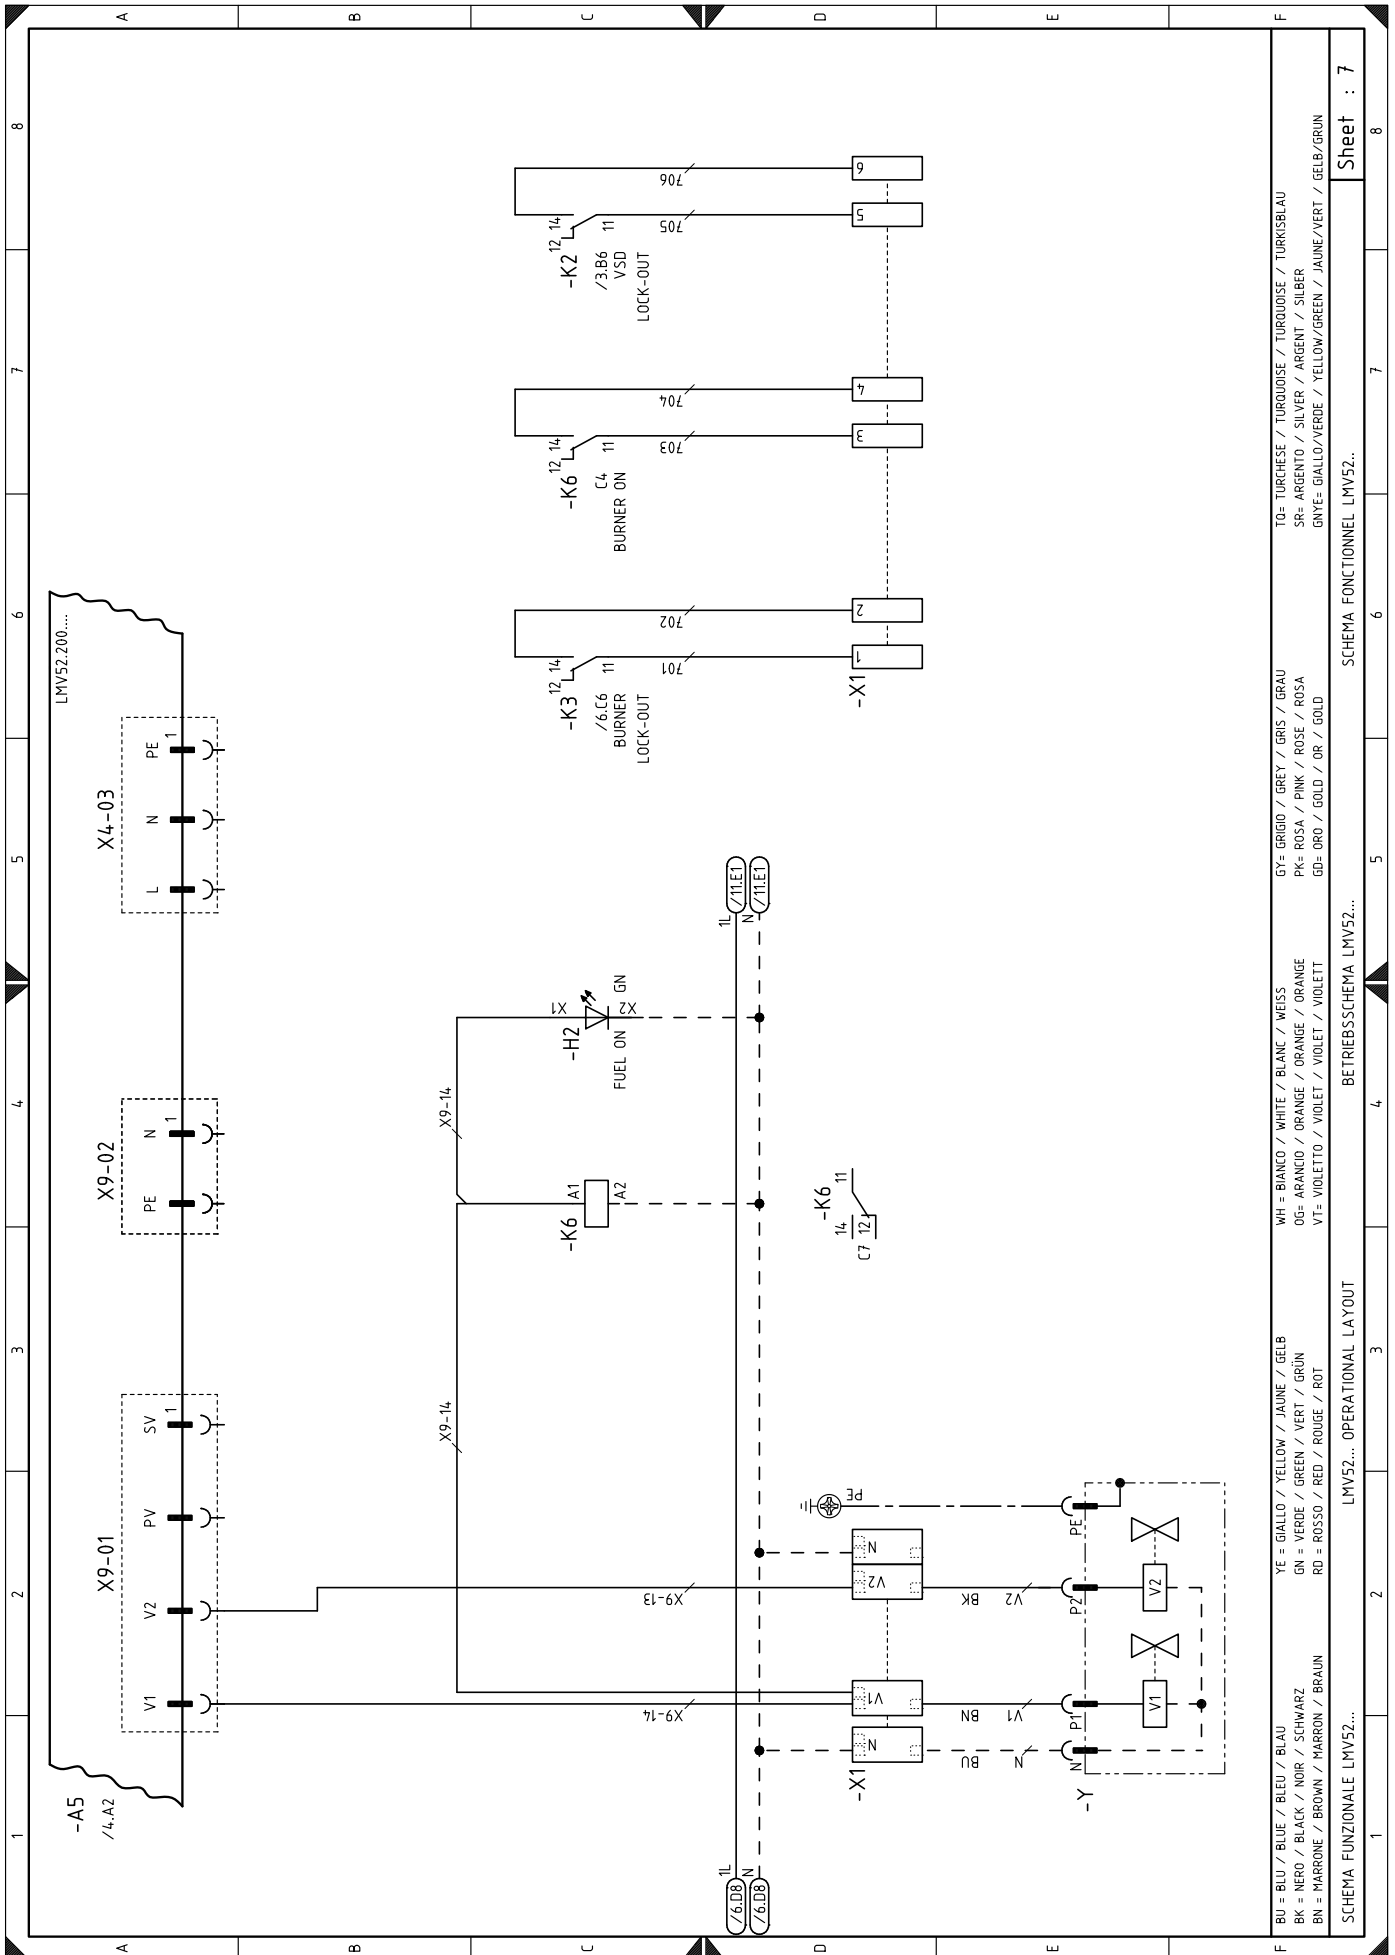 1 2 3 4 5 6 7 8
A
LMV52.200....
-A5
/4.A2
X9-01
V1 V2 PV SV 1
X9-02
PE N 1
X4-03
L N PE 1
B
X9-14
X9-14
C
-K6
A1
A2
-H2
X1
X2
FUEL ON GN
-K3
/6.C6
BURNER
LOCK-OUT
12 14
11
-K6
C4
BURNER ON
12 14
11
-K2
/3.B6
VSD
LOCK-OUT
12 14
11
X9-14
X9-13
701
702
703
704
705
706
/6.D8 1L
/6.D8 N
1L /11.E1
N /11.E1
D
-X1
N
V1
V2
N
PE
-K6
14
12
11
C7
-X1
1 2 3 4 5 6
BU
BN
BK
N
V1
V2
E
-Y
N P1 P2 PE
V1
V2
F
BU = BLU / BLUE / BLEU / BLAU
BK = NERO / BLACK / NOIR / SCHWARZ
BN = MARRONE / BROWN / MARRON / BRAUN
YE = GIALLO / YELLOW / JAUNE / GELB
GN = VERDE / GREEN / VERT / GRÜN
RD = ROSSO / RED / ROUGE / ROT
WH = BIANCO / WHITE / BLANC / WEISS
OG= ARANCIO / ORANGE / ORANGE / ORANGE
VT= VIOLETTO / VIOLET / VIOLET / VIOLETT
GY= GRIGIO / GREY / GRIS / GRAU
PK= ROSA / PINK / ROSE / ROSA
GD= ORO / GOLD / OR / GOLD
TQ= TURCHESE / TURQUOISE / TURQUOISE / TURKISBLAU
SR= ARGENTO / SILVER / ARGENT / SILBER
GNYE= GIALLO/VERDE / YELLOW/GREEN / JAUNE/VERT / GELB/GRUN
SCHEMA FUNZIONALE LMV52... LMV52... OPERATIONAL LAYOUT BETRIEBSSCHEMA LMV52... SCHEMA FONCTIONNEL LMV52.. Sheet : 7
1 2 3 4 5 6 7 8
A
B
C
D
E
F